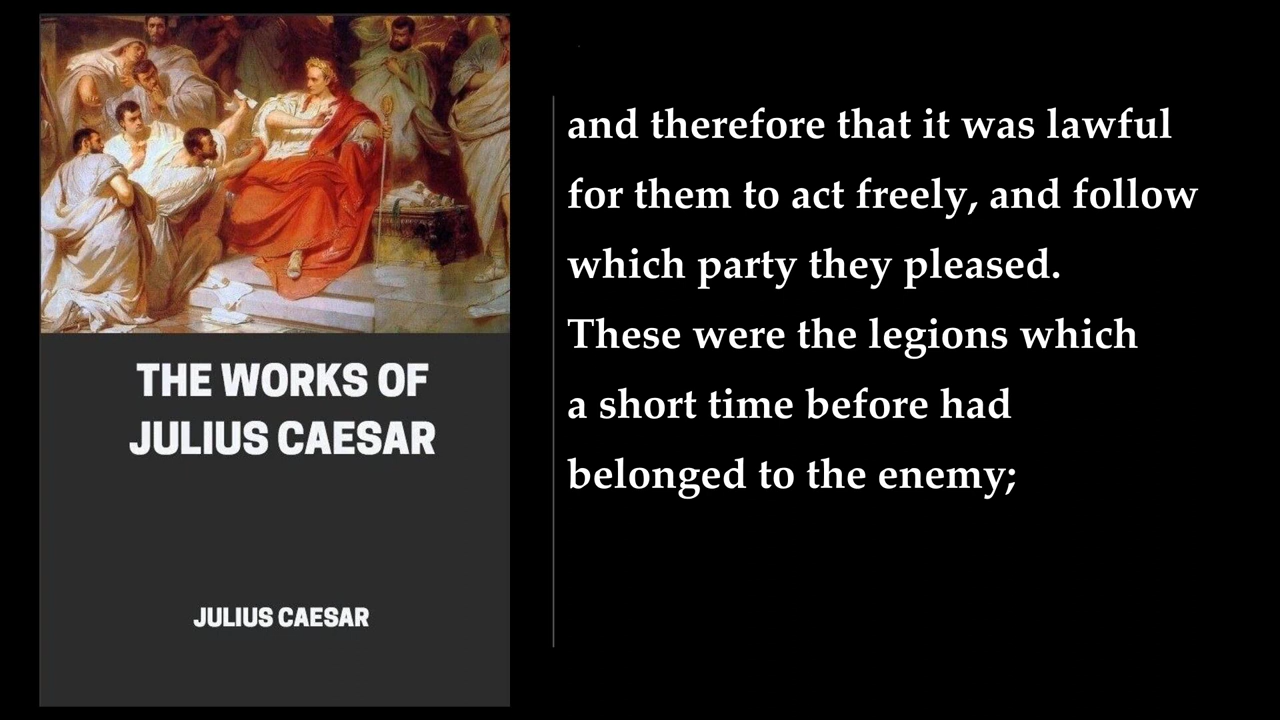 THE WORKS OF
JULIUS CAESAR
JULIUS CAESAR
and therefore that it was lawful
for them to act freely, and follow
which party they pleased.
These were the legions which
a short time before had
belonged to the enemy;